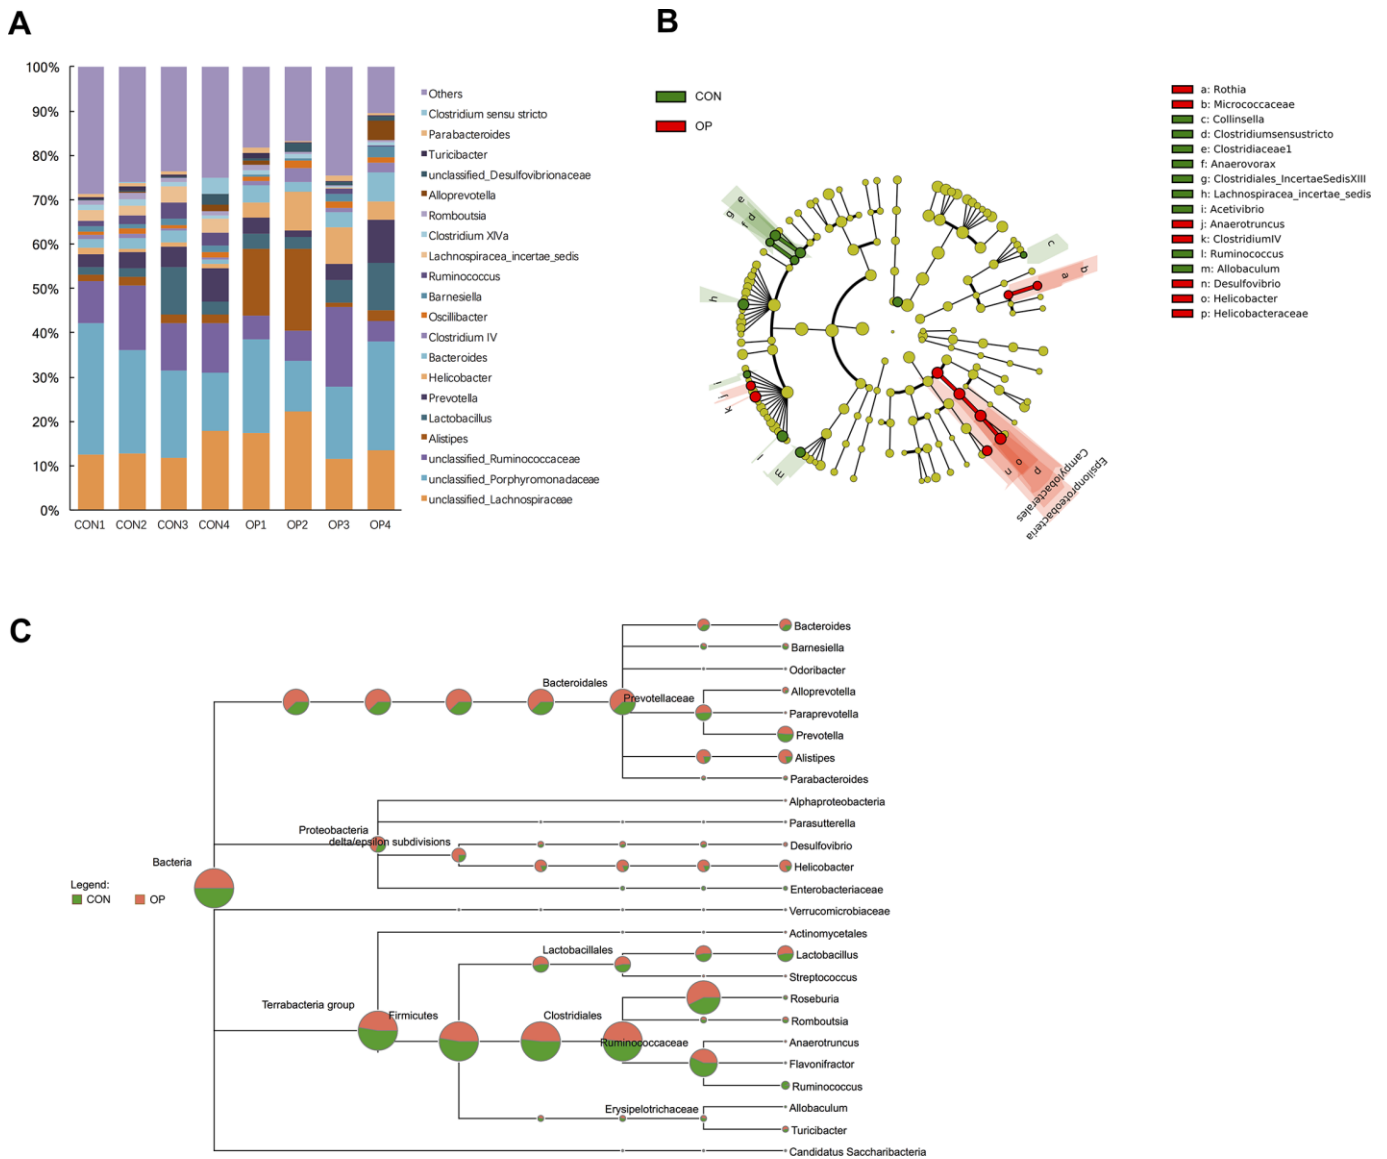 A
100%
90%
80%
70%
60%
50%
40%
30%
20%
10%
0%
CON1
CON2
CON3
CON4
OP1
OP2
OP3
OP4
Others
Clostridium sensu stricto
Parabacteroides
Turicibacter
unclassified_Desulfovibrionaceae
Alloprevotella
Romboutsia
Clostridium XIVa
Lachnospiracea_incertae_sedis
Ruminococcus
Barnesiella
Oscillibacter
Clostridium IV
Bacteroides
Helicobacter
Prevotella
Lactobacillus
Alistipes
unclassified_Ruminococcaceae
unclassified_Porphyromonadaceae
unclassified_Lachnospiraceae
B
CON
OP
e
d
g
f
c
b
a
h
i
j
k
l
m
n
o
p
Campylobacterales
Epsilonproteobacteria
a: Rothia
b: Micrococcaceae
c: Collinsella
d: Clostridiumsensustricto
e: Clostridiaceae1
f: Anaerovorax
g: Clostridiales_IncertaeSedisXIII
h: Lachnospiracea_incertae_sedis
i: Acetivibrio
j: Anaerotruncus
k: ClostridiumIV
l: Ruminococcus
m: Allobaculum
n: Desulfovibrio
o: Helicobacter
p: Helicobacteraceae
C
Legend:
CON
OP
Bacteria
Bacteroidales
Prevotellaceae
Bacteroides
Barnesiella
Odoribacter
Alloprevotella
Paraprevotella
Prevotella
Alistipes
Parabacteroides
Proteobacteria
delta/epsilon subdivisions
Alphaproteobacteria
Parasutterella
Desulfovibrio
Helicobacter
Enterobacteriaceae
Verrucomicrobiaceae
Terrabacteria group
Firmicutes
Lactobacillales
Clostridiales
Ruminococcaceae
Erysipelotrichaceae
Actinomycetales
Lactobacillus
Streptococcus
Roseburia
Romboutsia
Anaerotruncus
Flavonifractor
Ruminococcus
Allobaculum
Turicibacter
Candidatus Saccharibacteria